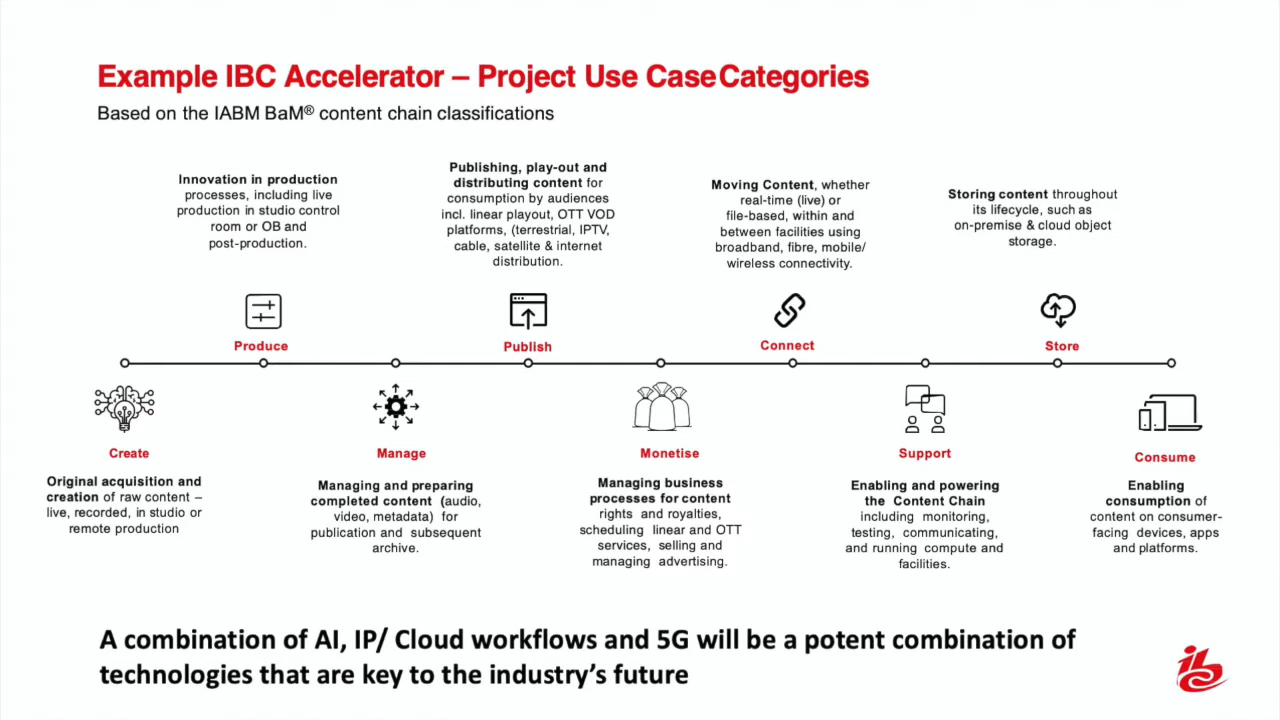 Example IBC Accelerator – Project Use Case Categories
Based on the IABM BaM® content chain classifications
Innovation in production
processes, including live
production in studio control
room or OB and
post-production.
Produce
Publishing, play-out and
distributing content for
consumption by audiences
incl. linear playout, OTT VOD
platforms, (terrestrial, IPTV,
cable, satellite & internet
distribution.
Publish
Moving Content, whether
real-time (live) or
file-based, within and
between facilities using
broadband, fibre, mobile/
wireless connectivity.
Connect
Storing content throughout
its lifecycle, such as
on-premise & cloud object
storage.
Store
Create
Original acquisition and
creation of raw content –
live, recorded, in studio or
remote production
Manage
Managing and preparing
completed content (audio,
video, metadata) for
publication and subsequent
archive.
Monetise
Managing business
processes for content
rights and royalties,
scheduling linear and OTT
services, selling and
managing advertising.
Support
Enabling and powering
the Content Chain
including monitoring,
testing, communicating,
and running compute and
facilities.
Consume
Enabling
consumption of
content on consumer-
facing devices, apps
and platforms.
A combination of AI, IP/ Cloud workflows and 5G will be a potent combination of
technologies that are key to the industry's future
ibc